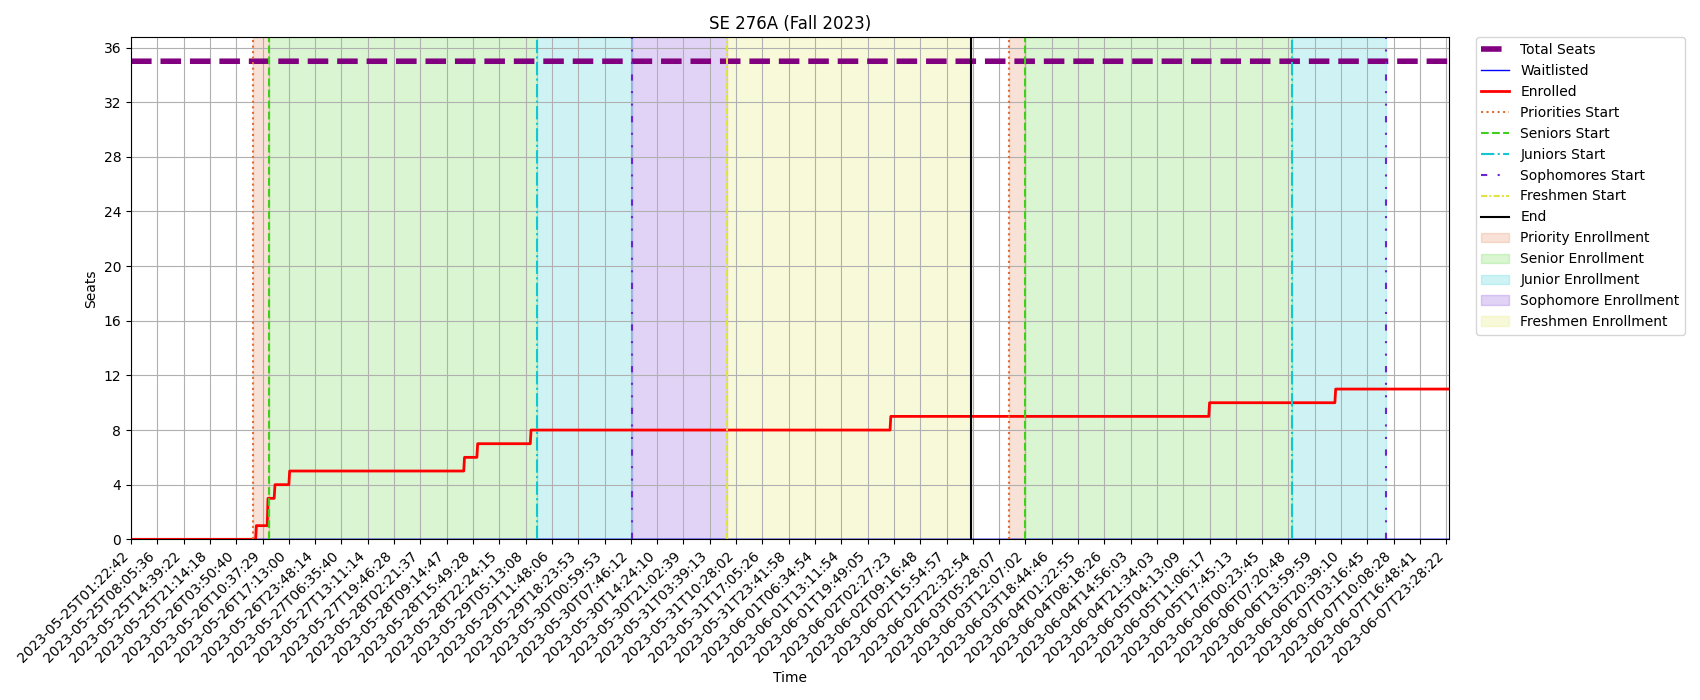 SE 276A (Fall 2023)
36
32
28
24
20
16
12
8
4
0
Seats
2023-05-25T01:22:42
2023-05-25T08:05:36
2023-05-25T14:39:22
2023-05-25T21:14:18
2023-05-26T03:50:40
2023-05-26T10:37:29
2023-05-26T17:13:00
2023-05-26T23:48:14
2023-05-27T06:35:40
2023-05-27T13:11:14
2023-05-27T19:46:28
2023-05-28T02:21:37
2023-05-28T09:14:47
2023-05-28T15:49:28
2023-05-28T22:24:15
2023-05-29T05:13:08
2023-05-29T11:48:06
2023-05-29T18:23:53
2023-05-30T00:59:53
2023-05-30T07:46:12
2023-05-30T14:24:10
2023-05-30T21:02:39
2023-05-31T03:39:13
2023-05-31T10:28:02
2023-05-31T17:05:26
2023-05-31T23:41:58
2023-06-01T06:34:54
2023-06-01T13:11:54
2023-06-01T19:49:05
2023-06-02T02:27:23
2023-06-02T09:16:48
2023-06-02T15:54:57
2023-06-02T22:32:54
2023-06-03T05:28:07
2023-06-03T12:07:02
2023-06-03T18:44:46
2023-06-04T01:22:55
2023-06-04T08:18:26
2023-06-04T14:56:03
2023-06-04T21:34:03
2023-06-05T04:13:09
2023-06-05T11:06:17
2023-06-05T17:45:13
2023-06-06T00:23:45
2023-06-06T07:20:48
2023-06-06T13:59:59
2023-06-06T20:39:10
2023-06-07T03:16:45
2023-06-07T10:08:28
2023-06-07T16:48:41
2023-06-07T23:28:22
Time
Total Seats
Waitlisted
Enrolled
Priorities Start
Seniors Start
Juniors Start
Sophomores Start
Freshmen Start
End
Priority Enrollment
Senior Enrollment
Junior Enrollment
Sophomore Enrollment
Freshmen Enrollment